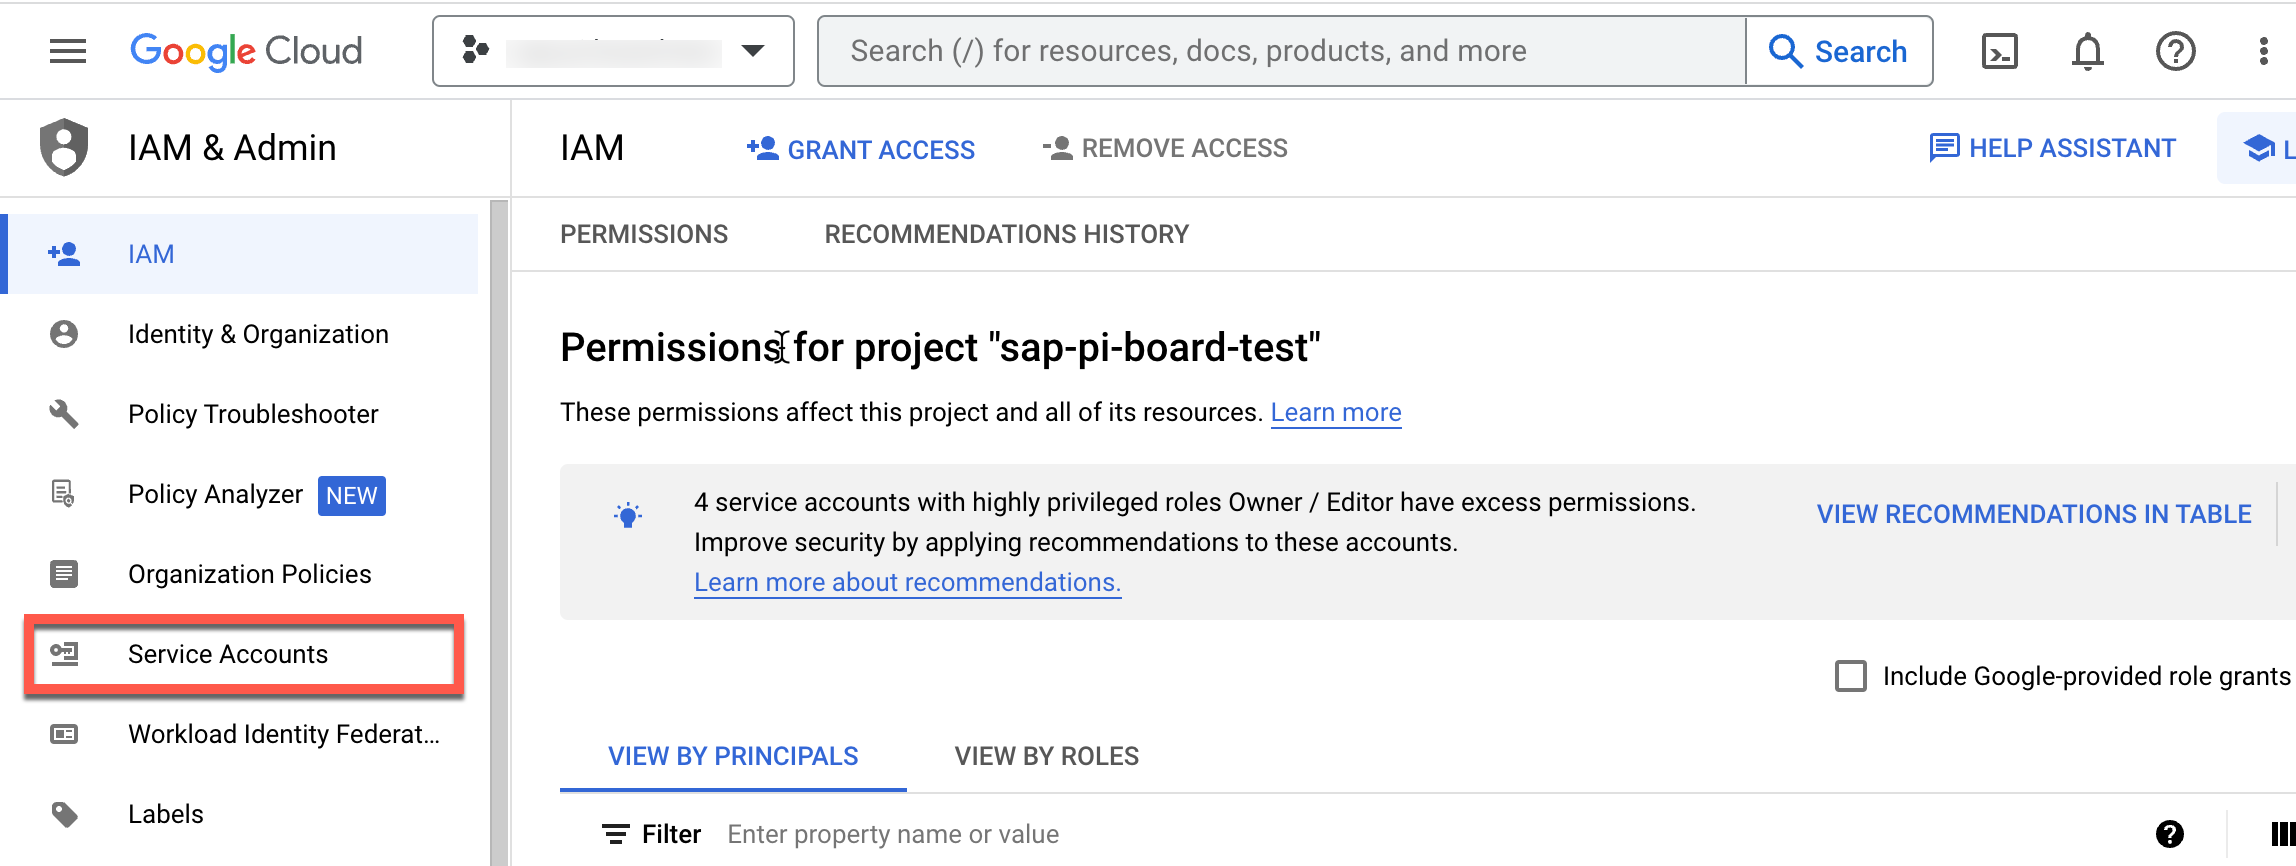 Google Cloud
Search (/) for resources, docs, products, and more
Search
IAM & Admin
IAM
GRANT ACCESS
REMOVE ACCESS
HELP ASSISTANT
L
IAM
Identity & Organization
Policy Troubleshooter
Policy Analyzer NEW
Organization Policies
Service Accounts
Workload Identity Federat...
Labels
PERMISSIONS
RECOMMENDATIONS HISTORY
Permissions for project "sap-pi-board-test"
These permissions affect this project and all of its resources. Learn more
4 service accounts with highly privileged roles Owner / Editor have excess permissions.
Improve security by applying recommendations to these accounts.
Learn more about recommendations.
VIEW RECOMMENDATIONS IN TABLE
Include Google-provided role grants
VIEW BY PRINCIPALS
VIEW BY ROLES
Filter Enter property name or value